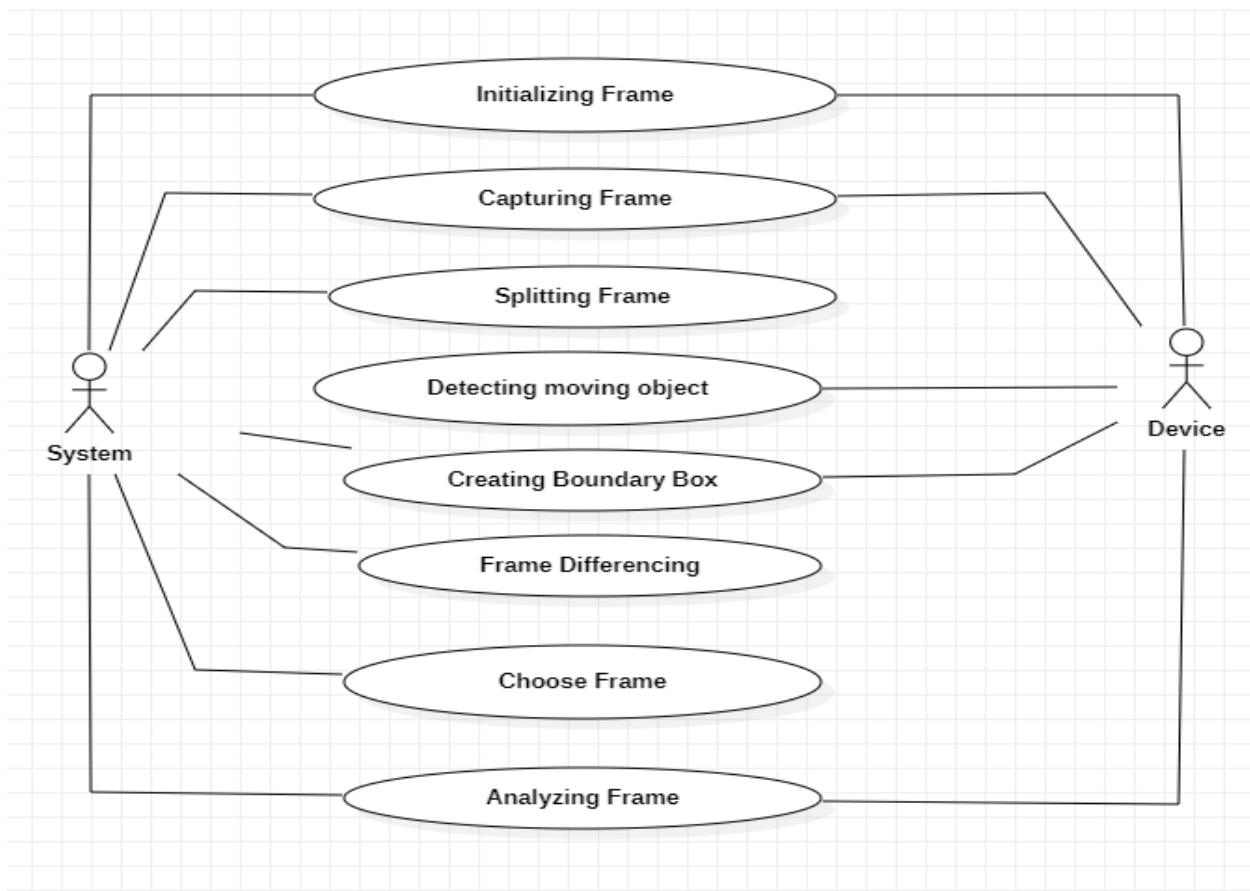 Initializing Frame
Capturing Frame
Splitting Frame
Detecting moving object
Device
System
Creating Boundary Box
Frame Differencing
Choose Frame
Analyzing Frame